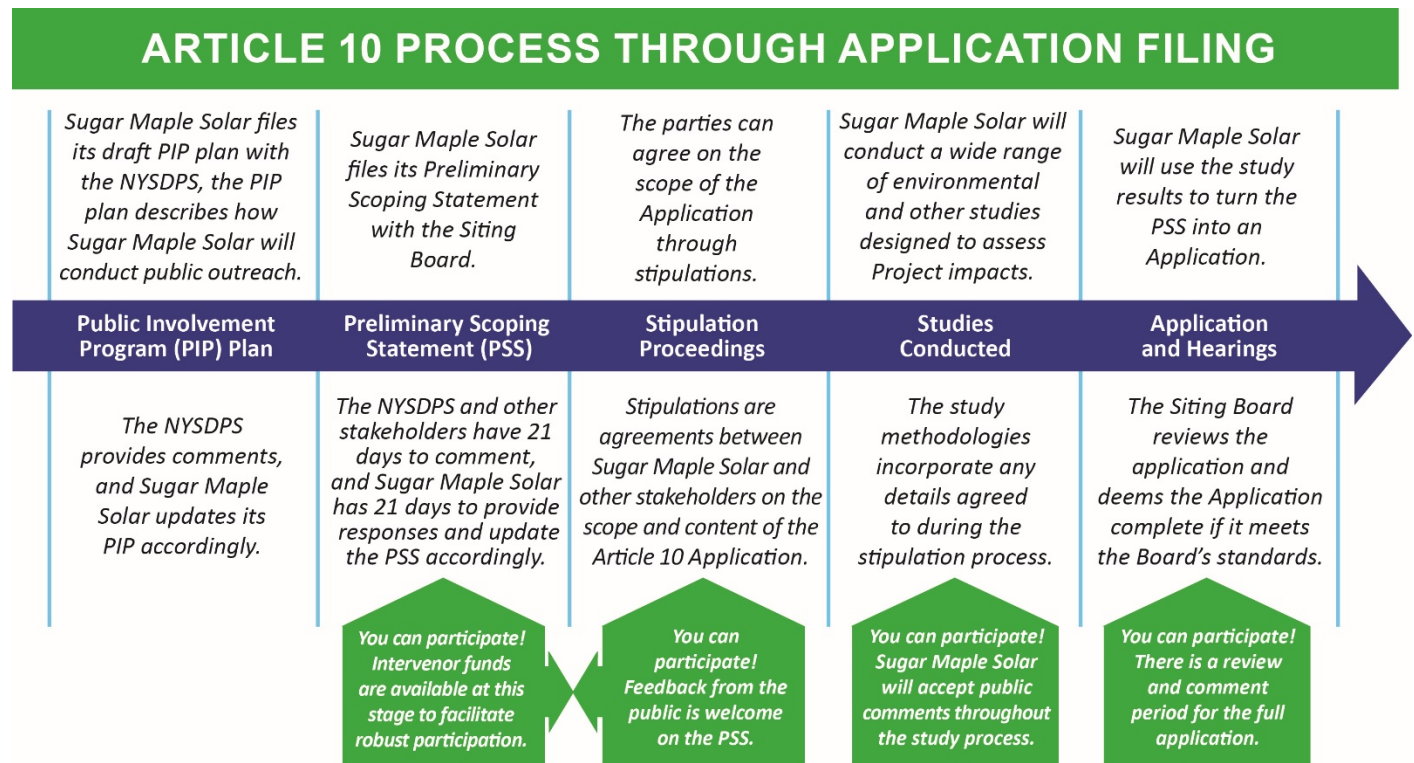 ARTICLE 10 PROCESS THROUGH APPLICATION FILING
Sugar Maple Solar files
its draft PIP plan with
the NYSDPS, the PIP
plan describes how
Sugar Maple Solar will
conduct public outreach.
Sugar Maple Solar
files its Preliminary
Scoping Statement
with the Siting
Board.
The parties can
agree on the
scope of the
Application
through
stipulations.
Sugar Maple Solar will
conduct a wide range
of environmental
and other studies
designed to assess
Project impacts.
Sugar Maple Solar
will use the study
results to turn the
PSS into an
Application.
Public Involvement
Program (PIP) Plan
Preliminary Scoping
Statement (PSS)
Stipulation
Proceedings
Studies
Conducted
Application
and Hearings
The NYSDPS
provides comments,
and Sugar Maple
Solar updates its
PIP accordingly.
The NYSDPS and other
stakeholders have 21
days to comment,
and Sugar Maple Solar
has 21 days to provide
responses and update
the PSS accordingly.
Stipulations are
agreements between
Sugar Maple Solar and
other stakeholders on the
scope and content of the
Article 10 Application.
The study
methodologies
incorporate any
details agreed
to during the
stipulation process.
The Siting Board
reviews the
application and
deems the Application
complete if it meets
the Board's standards.
You can participate!
Intervenor funds
are available at this
stage to facilitate
robust participation.
You can
participate!
Feedback from the
public is welcome
on the PSS.
You can participate!
Sugar Maple Solar
will accept public
comments throughout
the study process.
You can participate!
There is a review
and comment
period for the full
application.